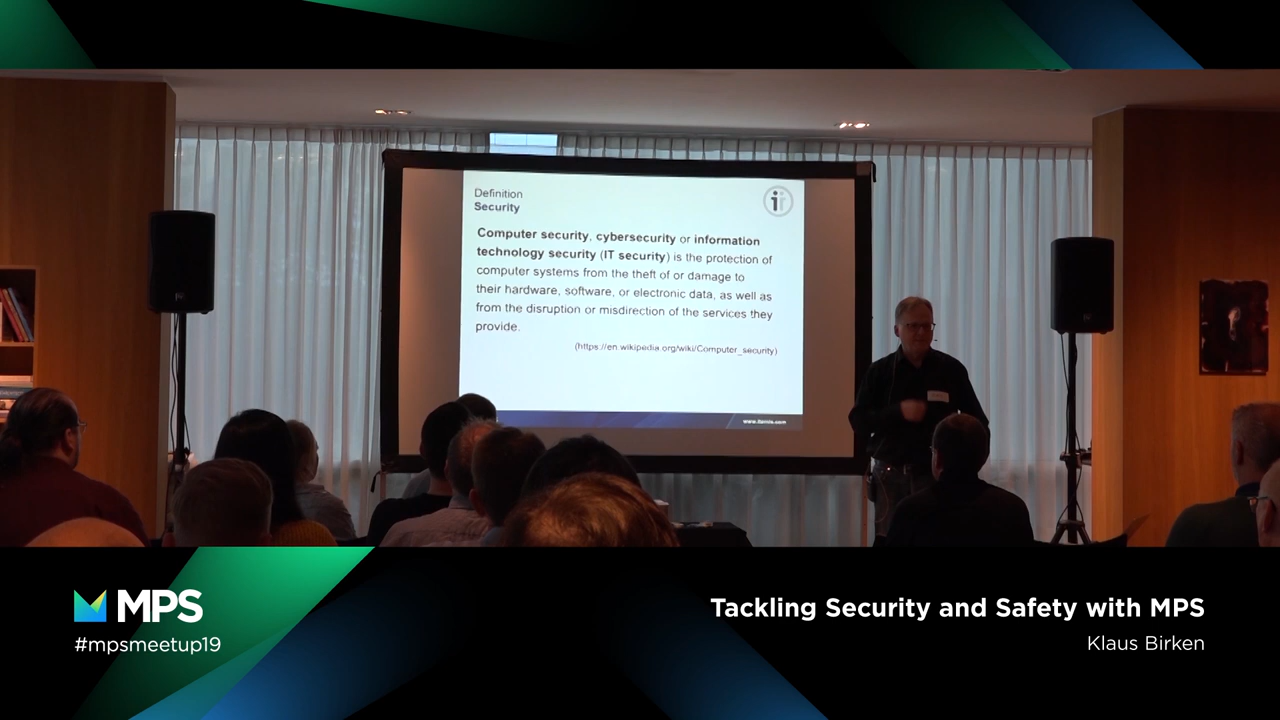 Definition
Security
Computer security, cybersecurity or information
technology security (IT security) is the protection of
computer systems from the theft of or damage to
their hardware, software, or electronic data, as well as
from the disruption or misdirection of the services they
provide.
(https://en.wikipedia.org/wiki/Computer_security)
www.itemis.com
MPS
#mpsmeetup19
Tackling Security and Safety with MPS
Klaus Birken